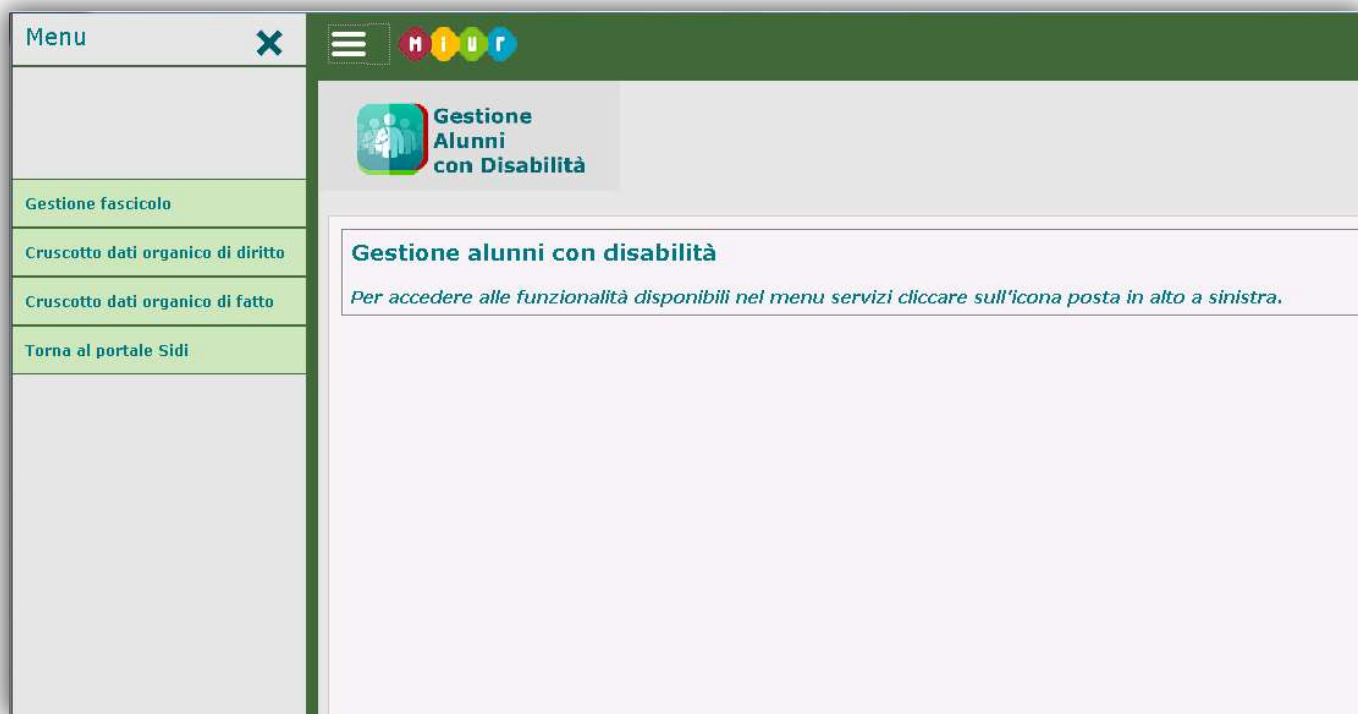 Menu
MIUr
Gestione
Alunni
con Disabilità
Gestione fascicolo
Cruscotto dati organico di diritto
Cruscotto dati organico di fatto
Torna al portale Sidi
Gestione alunni con disabilità
Per accedere alle funzionalità disponibili nel menu servizi cliccare sull'icona posta in alto a sinistra.